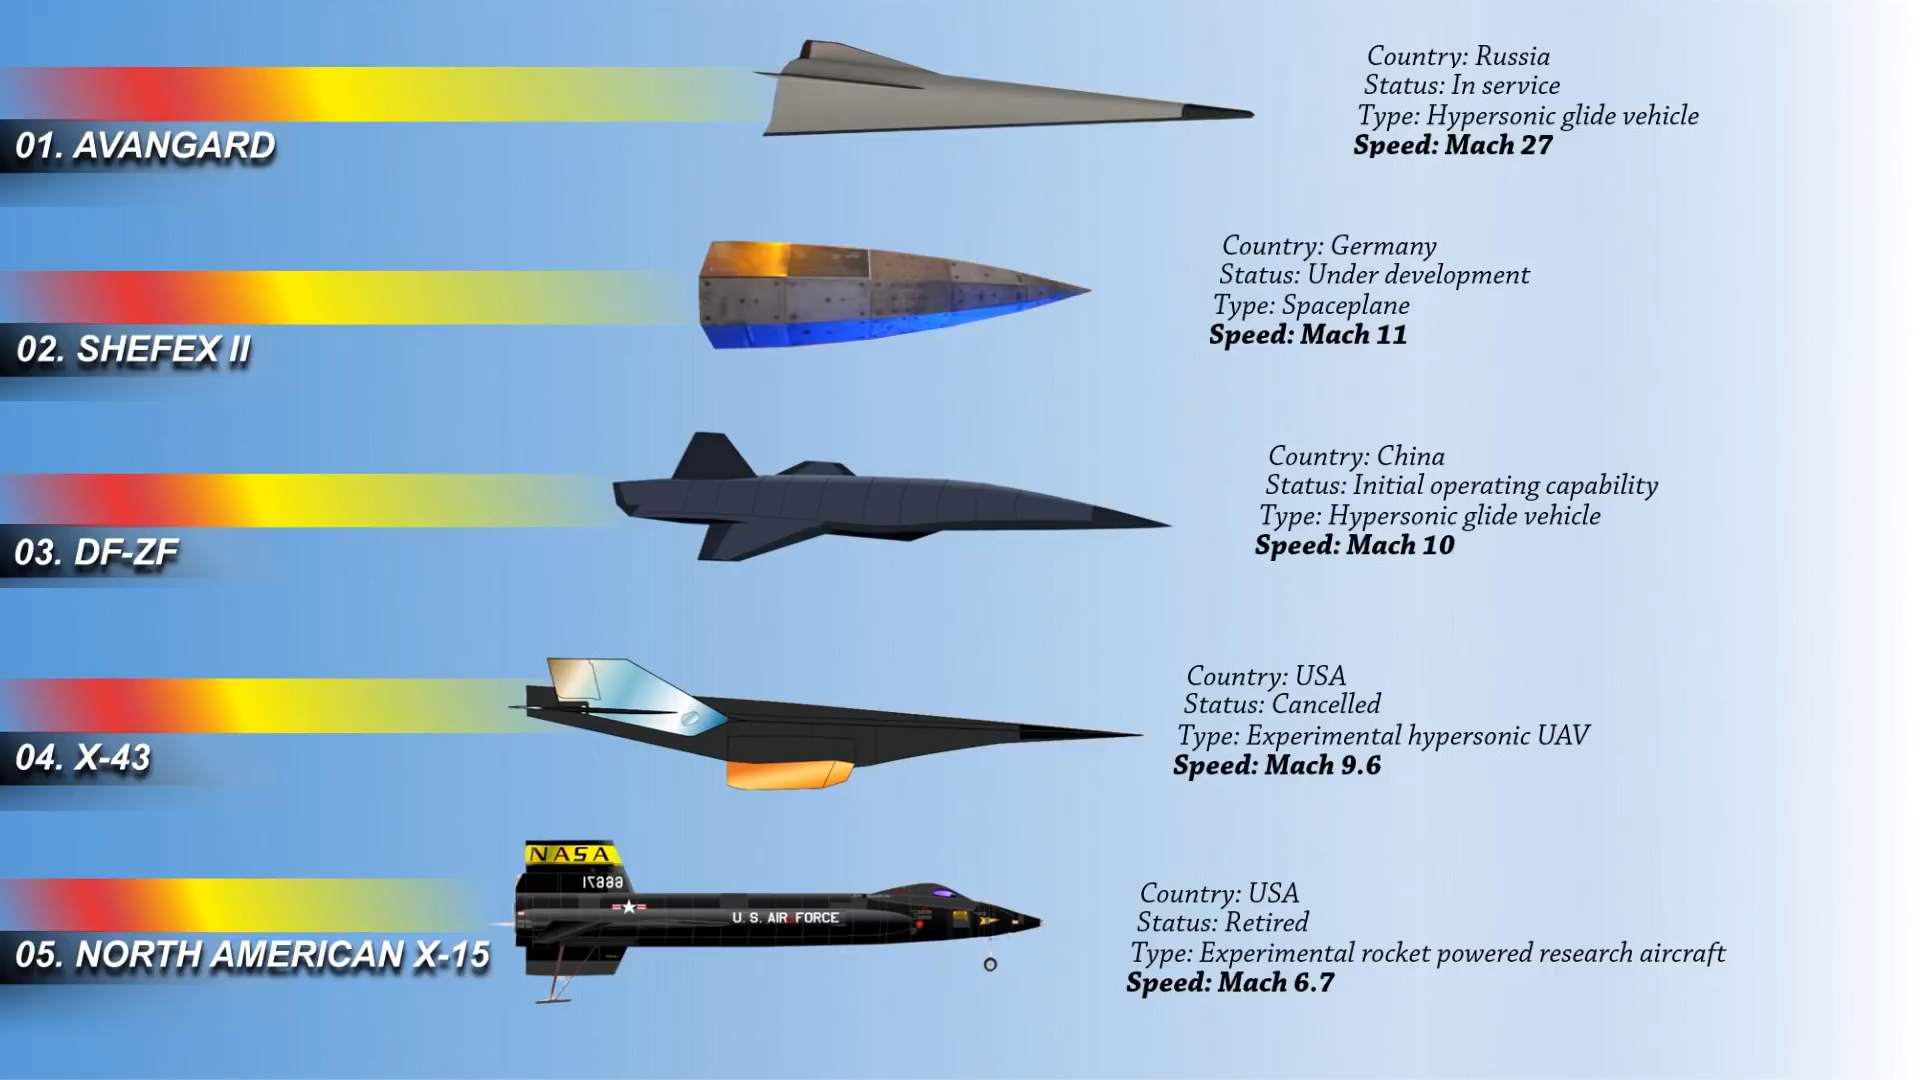 01. AVANGARD
Country: Russia
Status: In service
Type: Hypersonic glide vehicle
Speed: Mach 27
02. SHEFEX II
Country: Germany
Status: Under development
Type: Spaceplane
Speed: Mach 11
03. DF-ZF
Country: China
Status: Initial operating capability
Type: Hypersonic glide vehicle
Speed: Mach 10
04. X-43
Country: USA
Status: Cancelled
Type: Experimental hypersonic UAV
Speed: Mach 9.6
NASA
U. S. AIR FORCE
05. NORTH AMERICAN X-15
Country: USA
Status: Retired
Type: Experimental rocket powered research aircraft
Speed: Mach 6.7